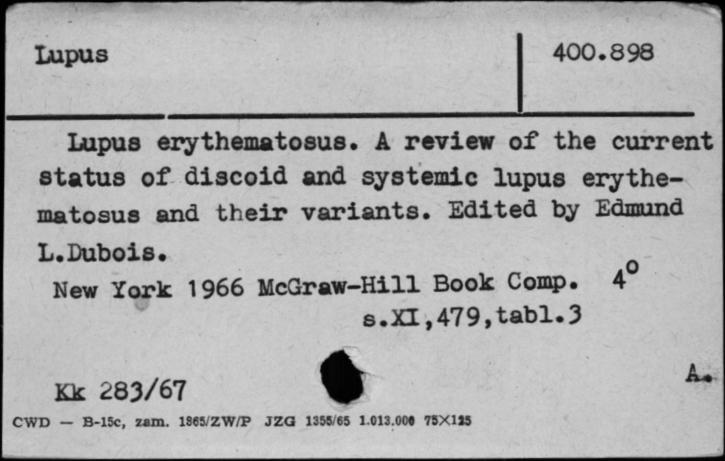 Lupus
400.898
Lupus erythematosus. A review of the current
status of discoid and systemic lupus erythe-
matosus and their variants. Edited by Edmund
L.Dubois.
New York 1966 McGraw-Hill Book Comp. 4°
s.XI,479,tabl.3
A.
Kk 283/67
CWD — B-15c, zam. 1865/ZW/P JZG 1355/65 1.013.000 75X125